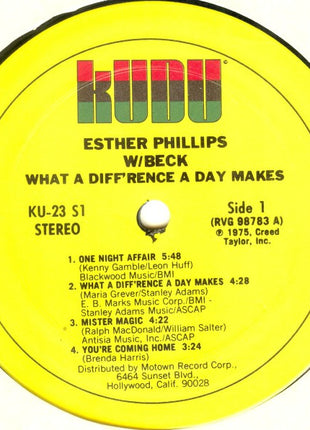 KUDU
ESTHER PHILLIPS
W/BECK
WHAT A DIFF'RENCE A DAY MAKES
KU-23 S1
STEREO
Side 1
(RVG 98783 A)
℗ 1975, Creed
Taylor, Inc.
1. ONE NIGHT AFFAIR 5:48
(Kenny Gamble/Leon Huff)
Blackwood Music/BMI
2. WHAT A DIFF'RENCE A DAY MAKES 4:28
(Maria Grever/Stanley Adams)
E. B. Marks Music Corp./BMI -
Stanley Adams Music/ASCAP
3. MISTER MAGIC 4:22
(Ralph MacDonald/William Salter)
Antisia Music, Inc./ASCAP
4. YOU'RE COMING HOME 3:24
(Brenda Harris)
Distributed by Motown Record Corp.
6464 Sunset Blvd.,
Hollywood, Calif. 90028